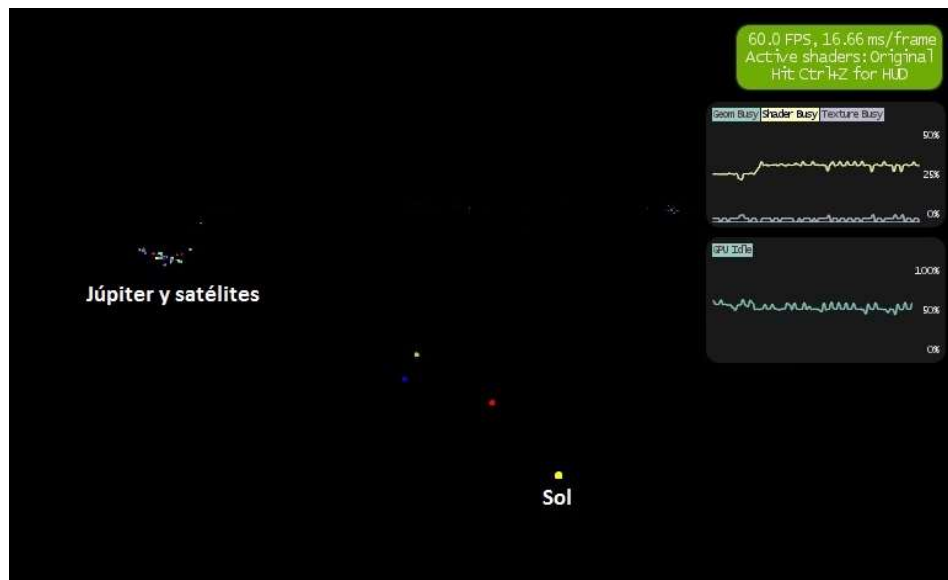 60.0 FPS, 16.66 ms/frame
Active shaders: Original
Hit Ctrl+Z for HUD
Geom Busy Shader Busy Texture Busy
50%
25%
0%
GPU Idle
100%
50%
0%
Júpiter y satélites
Sol